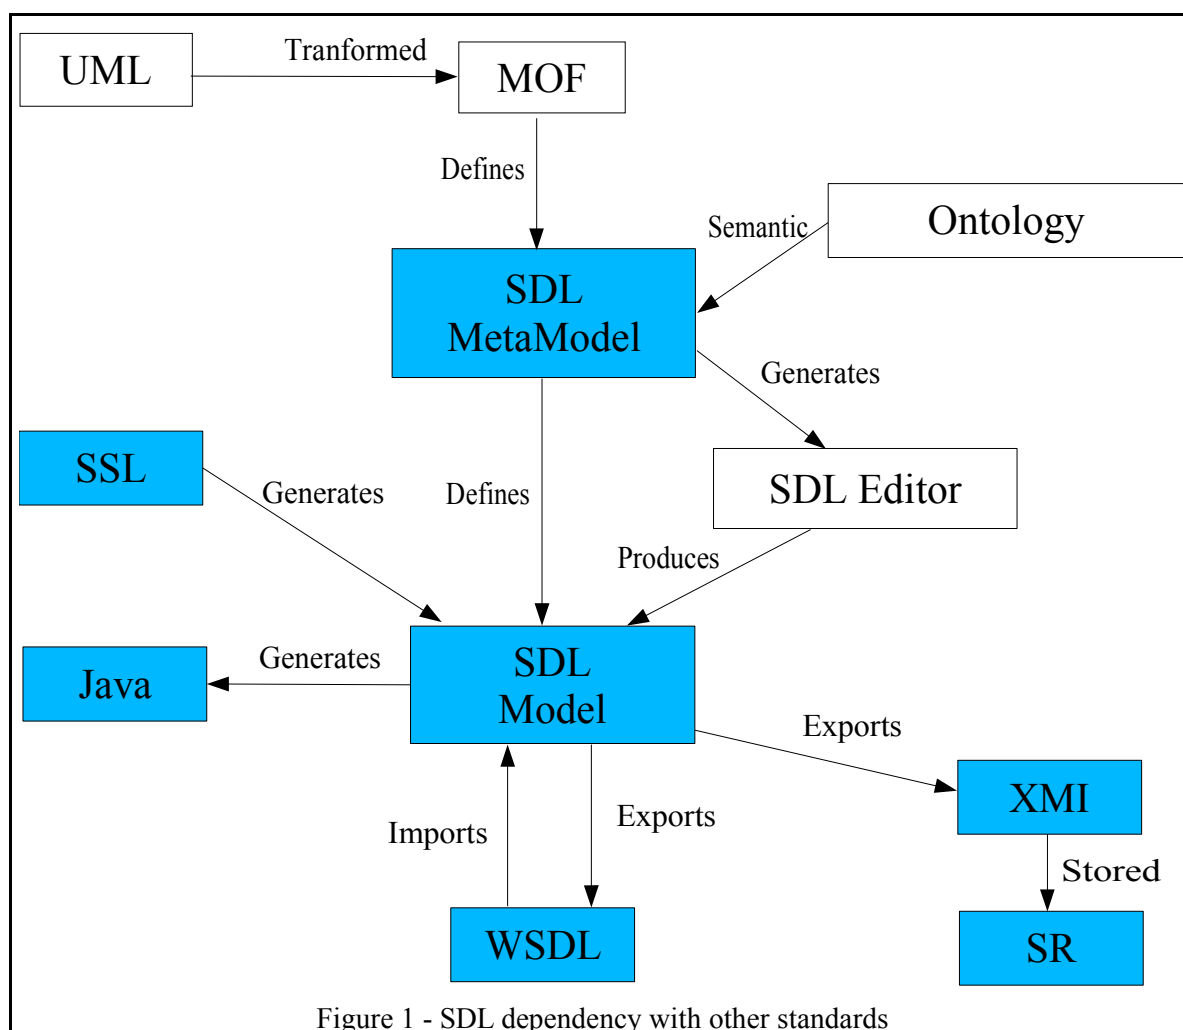 UML
Tranformed
MOF
Defines
Ontology
Semantic
SDL
MetaModel
Generates
SSL
Generates
Defines
SDL Editor
Produces
Java
Generates
SDL
Model
Exports
XMI
Imports
Exports
Stored
WSDL
SR
Figure 1 - SDL dependency with other standards